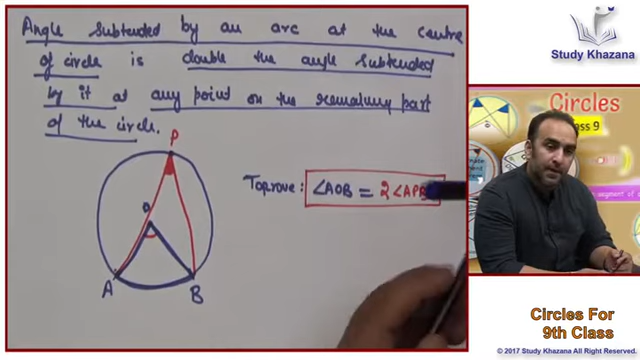 Angle subtended by an arc at the centre
of circle is double the angle subtended
by it at any point on the remaining part
of the circle.
P
O
A
B
To prove: ∠AOB = 2∠APB
Study Khazana
Circles
Class 9
Circles For
9th Class
© Study Khazana All Right Reserved.